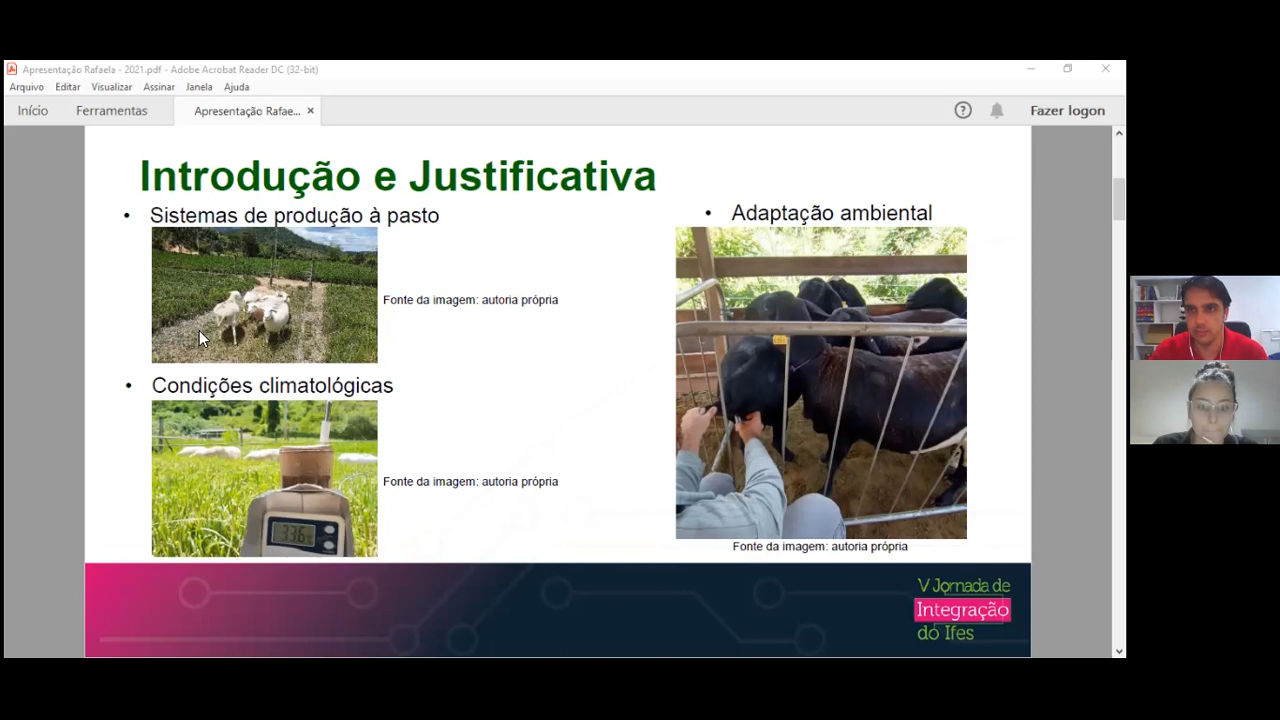 Apresentação Rafaela - 2021.pdf - Adobe Acrobat Reader DC (32-bit)
Arquivo Editar Visualizar Assinar Janela Ajuda
Início Ferramentas Apresentação Rafae... Fazer logon
Introdução e Justificativa
• Sistemas de produção à pasto
Fonte da imagem: autoria própria
• Condições climatológicas
Fonte da imagem: autoria própria
336
• Adaptação ambiental
Fonte da imagem: autoria própria
V Jornada de
Integração
do Ifes